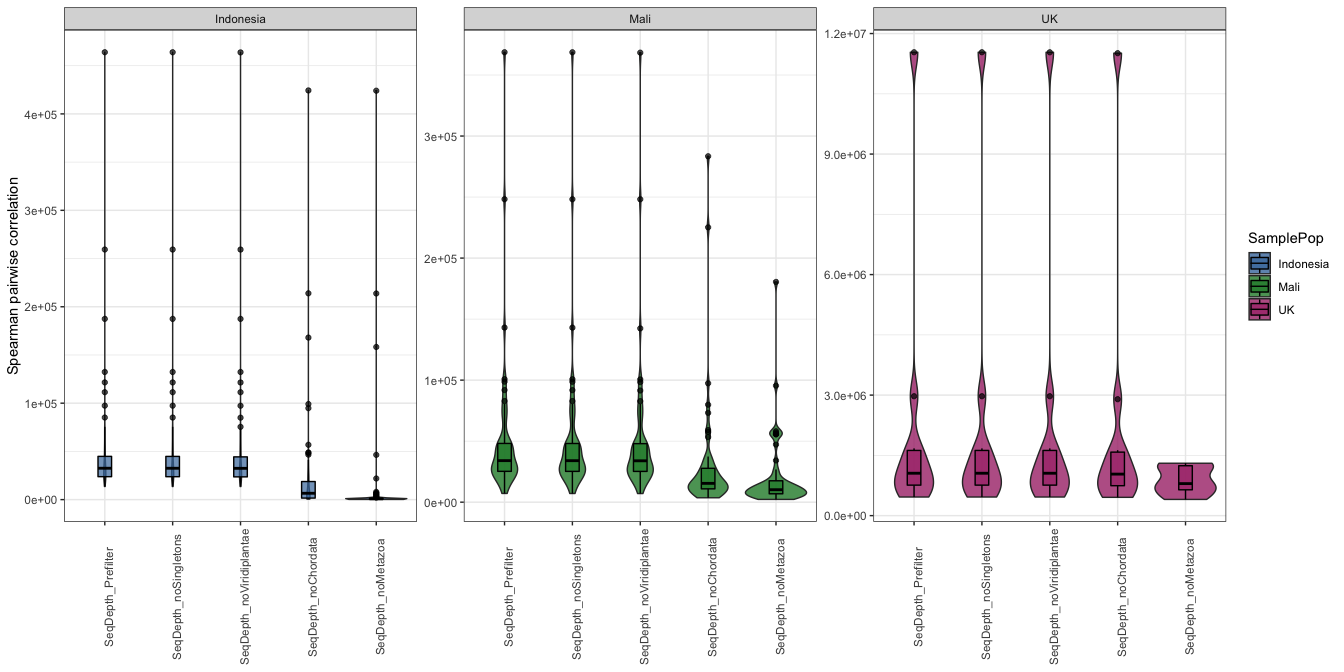 Indonesia
Mali
UK
Spearman pairwise correlation
4e+05
3e+05
2e+05
1e+05
0e+00
3e+05
2e+05
1e+05
0e+00
1.2e+07
9.0e+06
6.0e+06
3.0e+06
0.0e+00
SeqDepth_Prefilter
SeqDepth_noSingletons
SeqDepth_noViridiplantae
SeqDepth_noChordata
SeqDepth_noMetazoa
SeqDepth_Prefilter
SeqDepth_noSingletons
SeqDepth_noViridiplantae
SeqDepth_noChordata
SeqDepth_noMetazoa
SeqDepth_Prefilter
SeqDepth_noSingletons
SeqDepth_noViridiplantae
SeqDepth_noChordata
SeqDepth_noMetazoa
SamplePop
Indonesia
Mali
UK